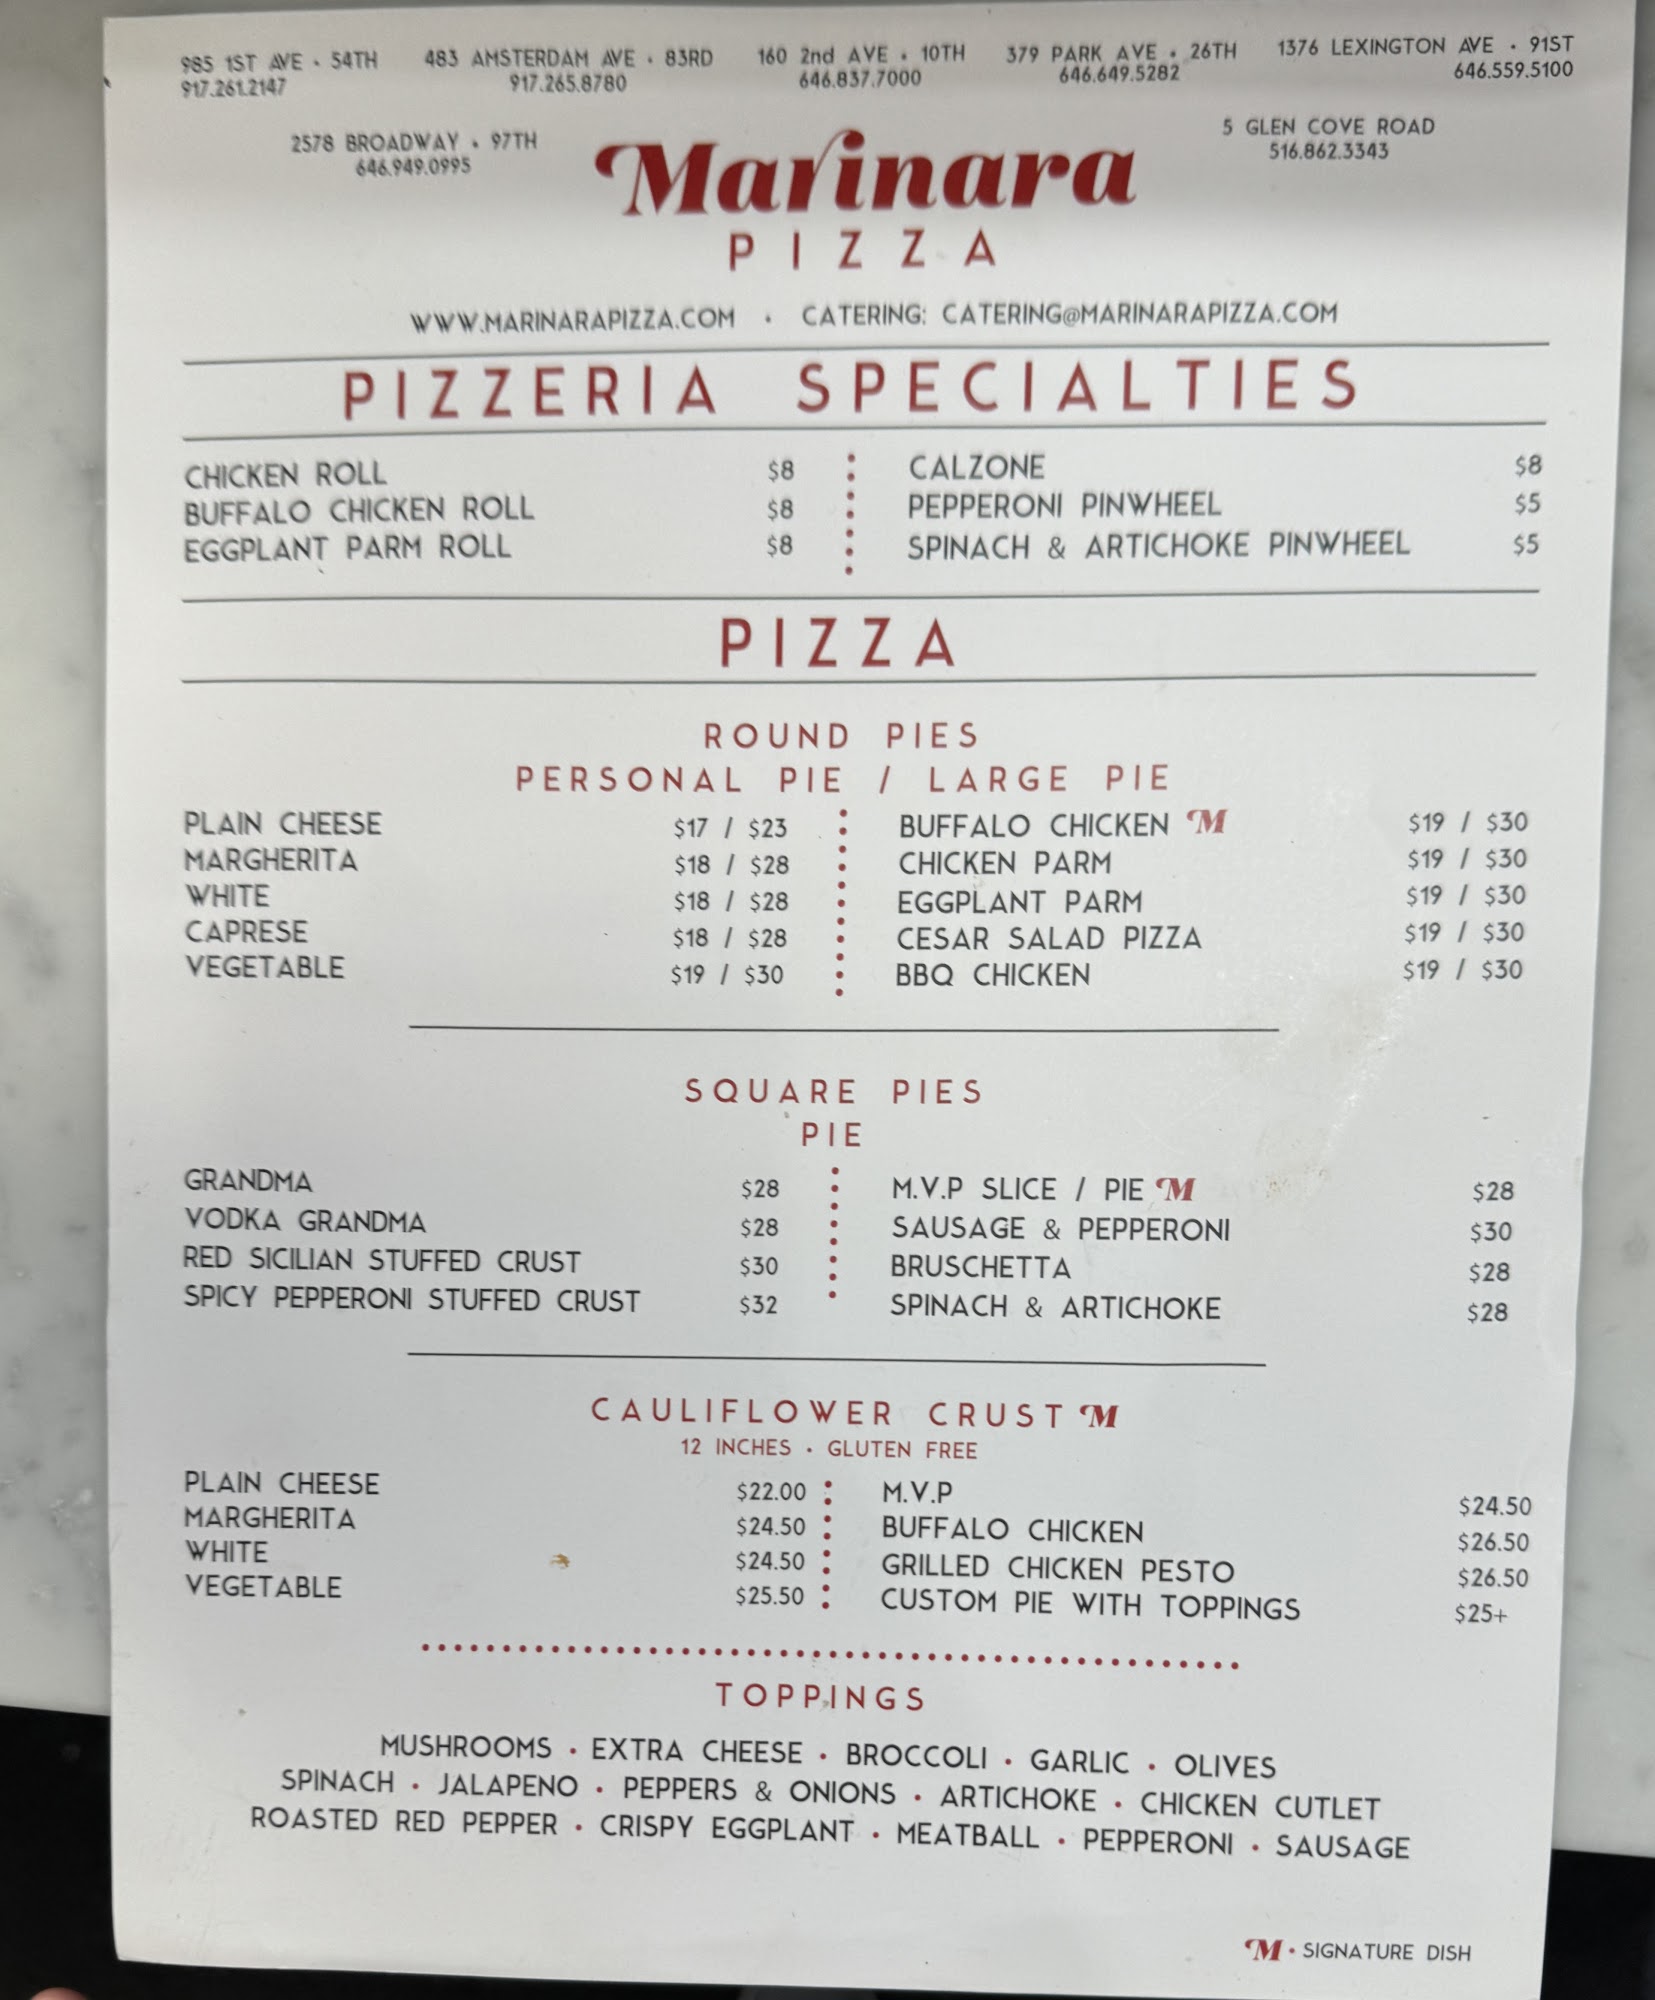 985 1ST AVE · 54TH 483 AMSTERDAM AVE · 83RD 160 2nd AVE · 10TH 379 PARK AVE · 26TH 1376 LEXINGTON AVE · 91ST
917.261.2147 917.265.8780 646.837.7000 646.649.5282 646.559.5100
2578 BROADWAY · 97TH 5 GLEN COVE ROAD
646.949.0995 516.862.3343
Marinara
PIZZA
WWW.MARINARAPIZZA.COM · CATERING: CATERING@MARINARAPIZZA.COM
PIZZERIA SPECIALTIES
CHICKEN ROLL $8
BUFFALO CHICKEN ROLL $8
EGGPLANT PARM ROLL $8
CALZONE $8
PEPPERONI PINWHEEL $5
SPINACH & ARTICHOKE PINWHEEL $5
PIZZA
ROUND PIES
PERSONAL PIE / LARGE PIE
PLAIN CHEESE $17 / $23
MARGHERITA $18 / $28
WHITE $18 / $28
CAPRESE $18 / $28
VEGETABLE $19 / $30
BUFFALO CHICKEN M $19 / $30
CHICKEN PARM $19 / $30
EGGPLANT PARM $19 / $30
CESAR SALAD PIZZA $19 / $30
BBQ CHICKEN $19 / $30
SQUARE PIES
PIE
GRANDMA $28
VODKA GRANDMA $28
RED SICILIAN STUFFED CRUST $30
SPICY PEPPERONI STUFFED CRUST $32
M.V.P SLICE / PIE M $28
SAUSAGE & PEPPERONI $30
BRUSCHETTA $28
SPINACH & ARTICHOKE $28
CAULIFLOWER CRUST M
12 INCHES · GLUTEN FREE
PLAIN CHEESE $22.00
MARGHERITA $24.50
WHITE $24.50
VEGETABLE $25.50
M.V.P $24.50
BUFFALO CHICKEN $26.50
GRILLED CHICKEN PESTO $26.50
CUSTOM PIE WITH TOPPINGS $25+
TOPPINGS
MUSHROOMS · EXTRA CHEESE · BROCCOLI · GARLIC · OLIVES
SPINACH · JALAPENO · PEPPERS & ONIONS · ARTICHOKE · CHICKEN CUTLET
ROASTED RED PEPPER · CRISPY EGGPLANT · MEATBALL · PEPPERONI · SAUSAGE
M · SIGNATURE DISH